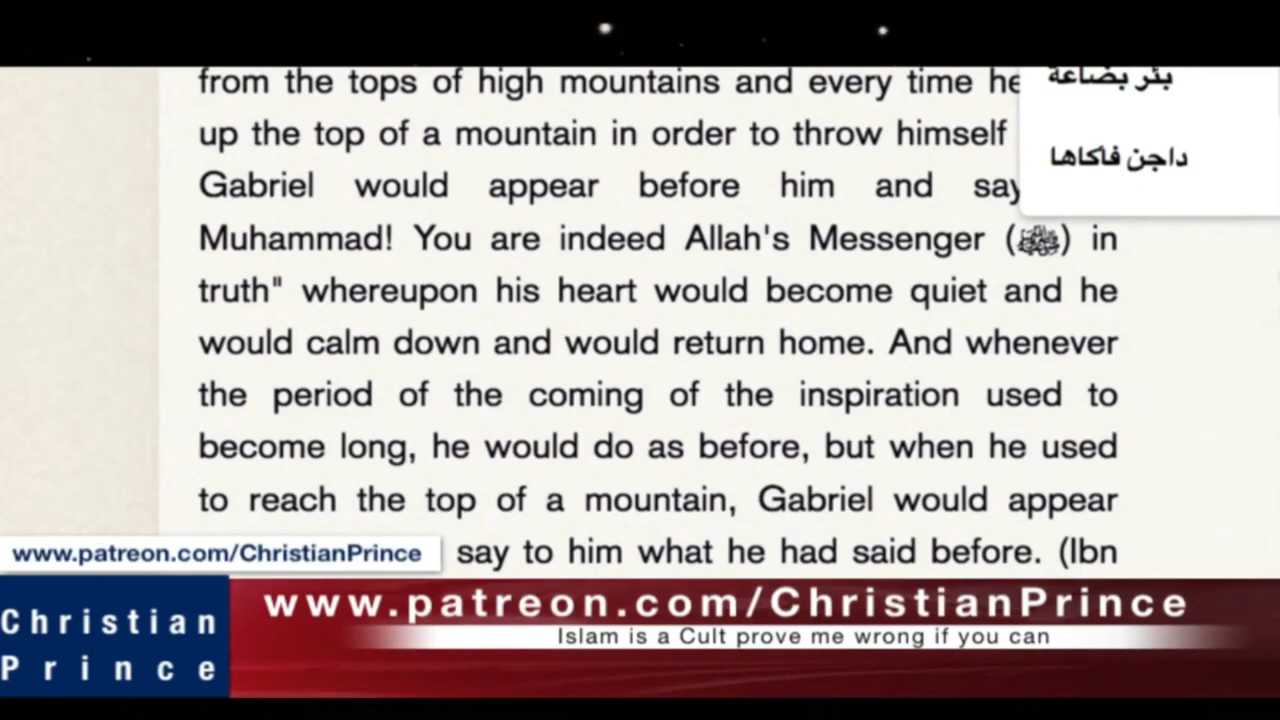 from the tops of high mountains and every time he
بئر بضاعة
up the top of a mountain in order to throw himself
داجن فأكلها
Gabriel would appear before him and say
Muhammad! You are indeed Allah's Messenger (ﷺ) in
truth" whereupon his heart would become quiet and he
would calm down and would return home. And whenever
the period of the coming of the inspiration used to
become long, he would do as before, but when he used
to reach the top of a mountain, Gabriel would appear
www.patreon.com/ChristianPrince
say to him what he had said before. (Ibn
Christian
Prince
www.patreon.com/ChristianPrince
Islam is a Cult prove me wrong if you can